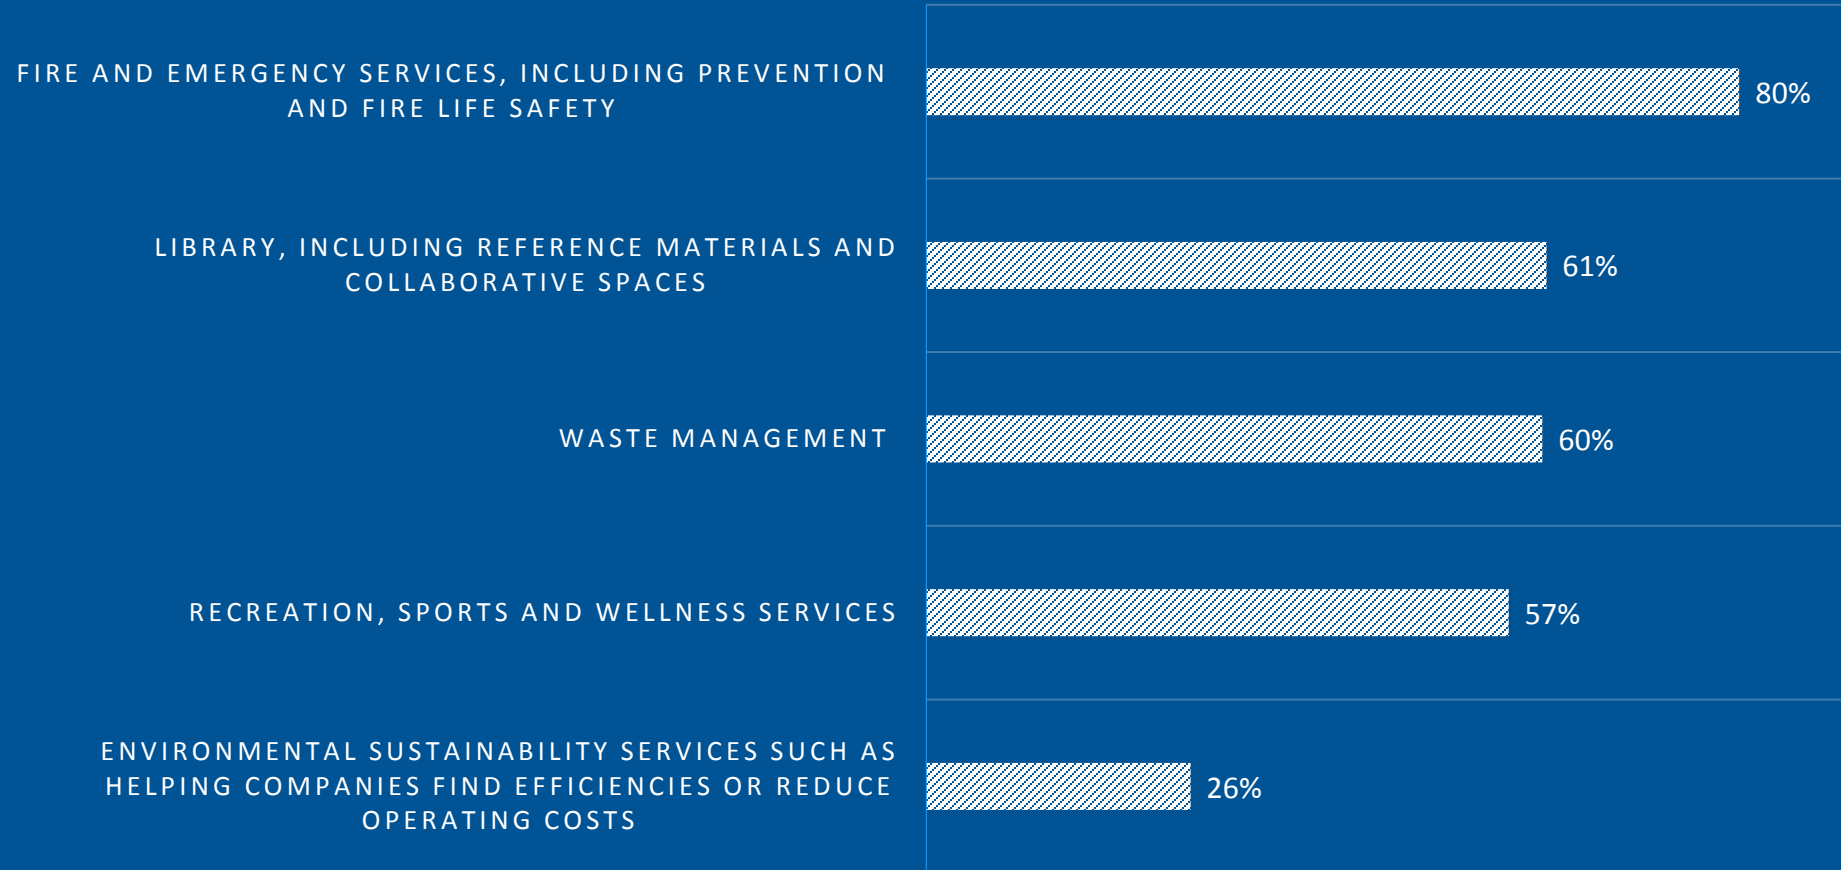 FIRE AND EMERGENCY SERVICES, INCLUDING PREVENTION
AND FIRE LIFE SAFETY
80%
LIBRARY, INCLUDING REFERENCE MATERIALS AND
COLLABORATIVE SPACES
61%
WASTE MANAGEMENT
60%
RECREATION, SPORTS AND WELLNESS SERVICES
57%
ENVIRONMENTAL SUSTAINABILITY SERVICES SUCH AS
HELPING COMPANIES FIND EFFICIENCIES OR REDUCE
OPERATING COSTS
26%